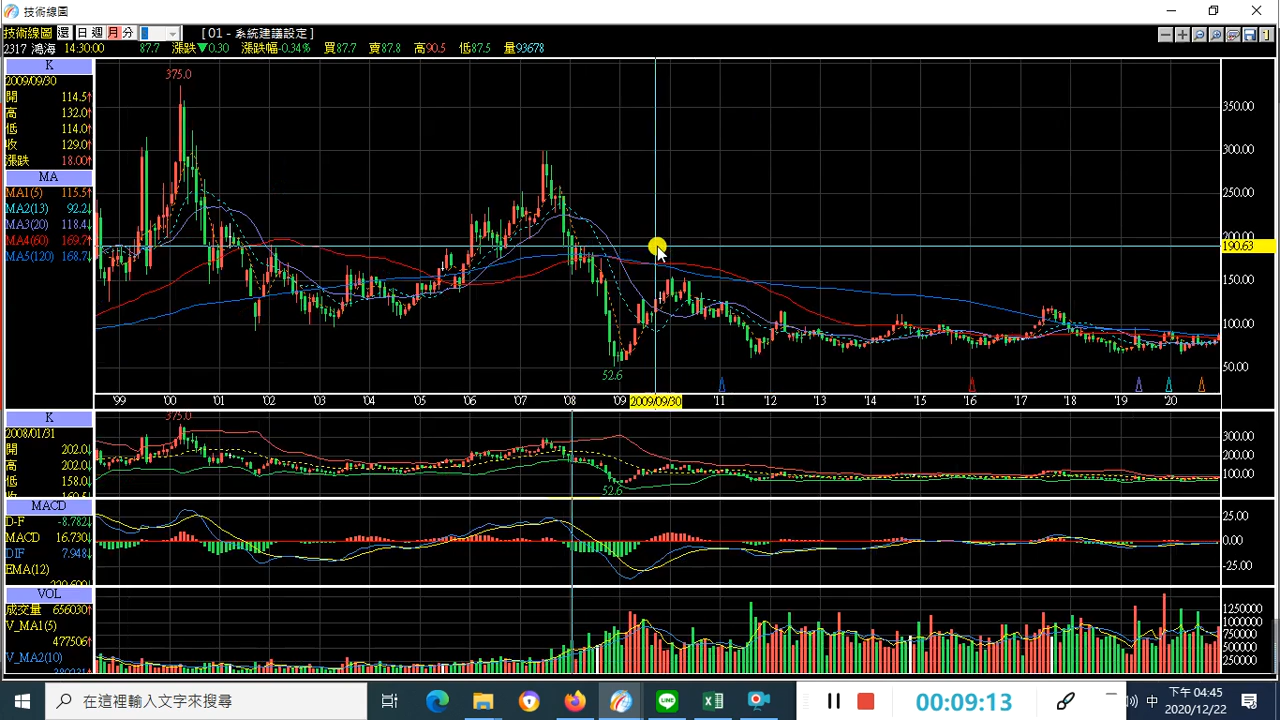 技術線圖
技術線圖 還 日 週 月 分 [ 01 - 系統建議設定 ]
2317 鴻海 14:30:00 87.7 漲跌▼0.30 漲跌幅-0.34% 買87.7 賣87.8 高90.5 低87.5 量93678
K
2009/09/30
開 114.5↑
高 132.0↑
低 114.0↑
收 129.0↑
漲跌 18.00↑
MA
MA1(5) 115.5↑
MA2(13) 92.2↓
MA3(20) 118.4↓
MA4(60) 169.7↑
MA5(120) 168.7↓
375.0
52.6
350.00
300.00
250.00
200.00
190.63
150.00
100.00
50.00
'99 '00 '01 '02 '03 '04 '05 '06 '07 '08 '09 2009/09/30 '11 '12 '13 '14 '15 '16 '17 '18 '19 '20
K
2008/01/31
開 202.0↓
高 202.0↓
低 158.0↓
收
375.0
52.6
300.00
200.00
100.00
MACD
D-F -8.782↓
MACD 16.730↓
DIF 7.948↓
EMA(12)
25.00
0.00
-25.00
VOL
成交量 656030↑
V_MA1(5)
477506↑
V_MA2(10)
1250000
1000000
750000
500000
250000
在這裡輸入文字來搜尋
00:09:13
中
下午 04:45
2020/12/22